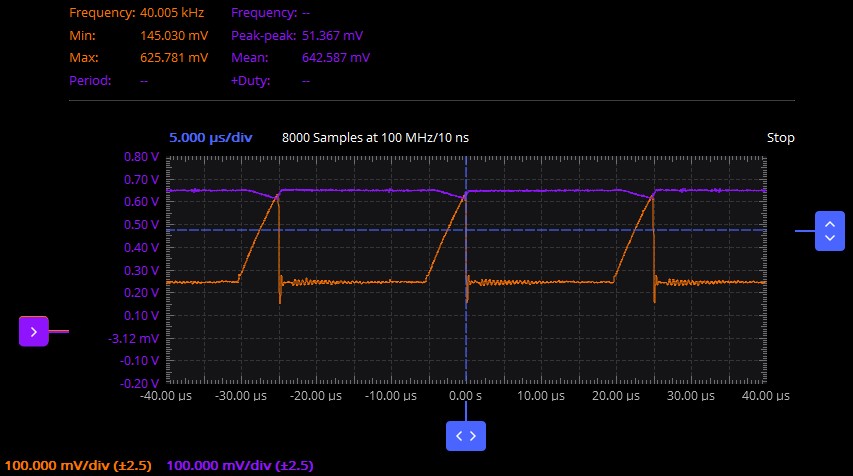 Frequency: 40.005 kHz Frequency: --
Min: 145.030 mV Peak-peak: 51.367 mV
Max: 625.781 mV Mean: 642.587 mV
Period: -- +Duty: --
5.000 μs/div 8000 Samples at 100 MHz/10 ns Stop
0.80 V
0.70 V
0.60 V
0.50 V
0.40 V
0.30 V
0.20 V
0.10 V
-3.12 mV
-0.10 V
-0.20 V
-40.00 μs -30.00 μs -20.00 μs -10.00 μs 0.00 s 10.00 μs 20.00 μs 30.00 μs 40.00 μs
100.000 mV/div (±2.5) 100.000 mV/div (±2.5)